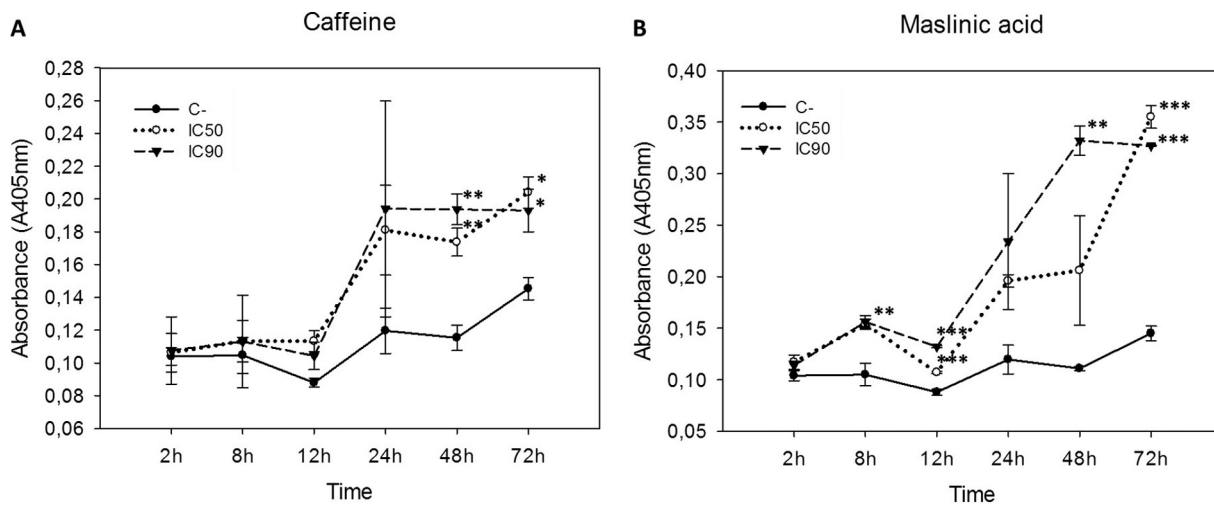 A
Caffeine
0,28
0,26
0,24
0,22
0,20
0,18
0,16
0,14
0,12
0,10
0,08
0,06
Absorbance (A405nm)
C-
IC50
IC90
**
**
*
*
2h 8h 12h 24h 48h 72h
Time
B
Maslinic acid
0,40
0,35
0,30
0,25
0,20
0,15
0,10
0,05
Absorbance (A405nm)
C-
IC50
IC90
**
***
***
**
***
***
2h 8h 12h 24h 48h 72h
Time